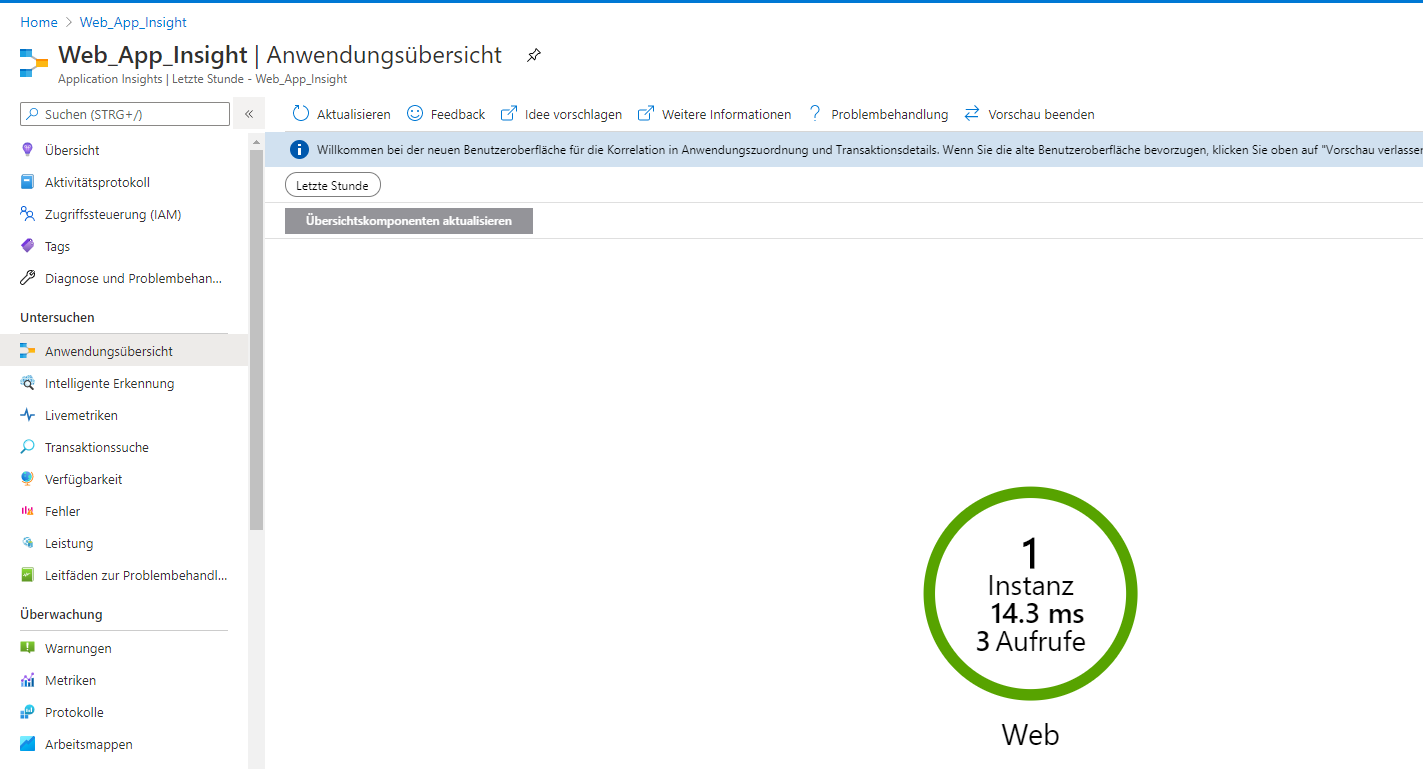 Home > Web_App_Insight
Web_App_Insight | Anwendungsübersicht
Application Insights | Letzte Stunde - Web_App_Insight
Suchen (STRG+/)
«
Aktualisieren
Feedback
Idee vorschlagen
Weitere Informationen
Problembehandlung
Vorschau beenden
Willkommen bei der neuen Benutzeroberfläche für die Korrelation in Anwendungszuordnung und Transaktionsdetails. Wenn Sie die alte Benutzeroberfläche bevorzugen, klicken Sie oben auf "Vorschau verlassen
Letzte Stunde
Übersichtskomponenten aktualisieren
Übersicht
Aktivitätsprotokoll
Zugriffssteuerung (IAM)
Tags
Diagnose und Problembehan...
Untersuchen
Anwendungsübersicht
Intelligente Erkennung
Livemetriken
Transaktionssuche
Verfügbarkeit
Fehler
Leistung
Leitfäden zur Problembehandl...
Überwachung
Warnungen
Metriken
Protokolle
Arbeitsmappen
1
Instanz
14.3 ms
3 Aufrufe
Web